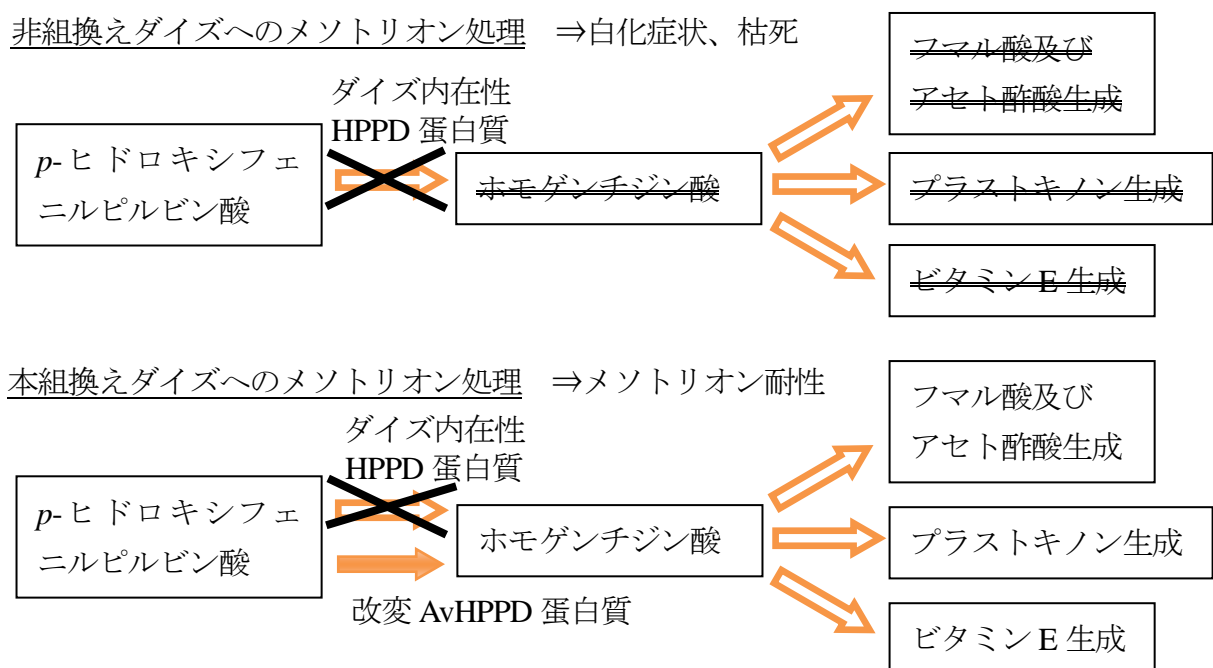 非組換えダイズへのメソトリオン処理 ⇒白化症状、枯死
ダイズ内在性
HPPD 蛋白質
p-ヒドロキシフェ
ニルピルビン酸
ホモゲンチジン酸
フマル酸及び
アセト酢酸生成
プラストキノン生成
ビタミン E 生成
本組換えダイズへのメソトリオン処理 ⇒メソトリオン耐性
ダイズ内在性
HPPD 蛋白質
p-ヒドロキシフェ
ニルピルビン酸
改変 AvHPPD 蛋白質
ホモゲンチジン酸
フマル酸及び
アセト酢酸生成
プラストキノン生成
ビタミン E 生成